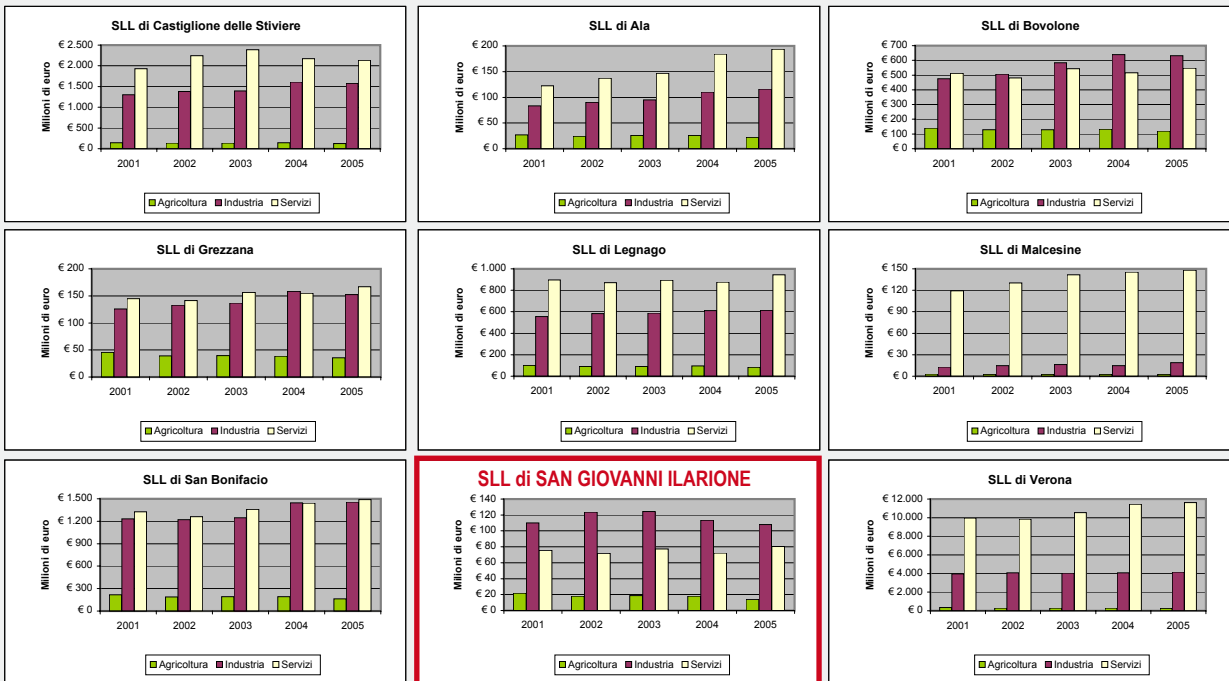 SLL di Castiglione delle Stiviere
Milioni di euro
€ 2.500
€ 2.000
€ 1.500
€ 1.000
€ 500
€ 0
2001 2002 2003 2004 2005
Agricoltura Industria Servizi
SLL di Ala
Milioni di euro
€ 200
€ 150
€ 100
€ 50
€ 0
2001 2002 2003 2004 2005
Agricoltura Industria Servizi
SLL di Bovolone
Milioni di euro
€ 700
€ 600
€ 500
€ 400
€ 300
€ 200
€ 100
€ 0
2001 2002 2003 2004 2005
Agricoltura Industria Servizi
SLL di Grezzana
Milioni di euro
€ 200
€ 150
€ 100
€ 50
€ 0
2001 2002 2003 2004 2005
Agricoltura Industria Servizi
SLL di Legnago
Milioni di euro
€ 1.000
€ 800
€ 600
€ 400
€ 200
€ 0
2001 2002 2003 2004 2005
Agricoltura Industria Servizi
SLL di Malcesine
Milioni di euro
€ 150
€ 120
€ 90
€ 60
€ 30
€ 0
2001 2002 2003 2004 2005
Agricoltura Industria Servizi
SLL di San Bonifacio
Milioni di euro
€ 1.500
€ 1.200
€ 900
€ 600
€ 300
€ 0
2001 2002 2003 2004 2005
Agricoltura Industria Servizi
SLL di SAN GIOVANNI ILARIONE
Milioni di euro
€ 140
€ 120
€ 100
€ 80
€ 60
€ 40
€ 20
€ 0
2001 2002 2003 2004 2005
Agricoltura Industria Servizi
SLL di Verona
Milioni di euro
€ 12.000
€ 10.000
€ 8.000
€ 6.000
€ 4.000
€ 2.000
€ 0
2001 2002 2003 2004 2005
Agricoltura Industria Servizi